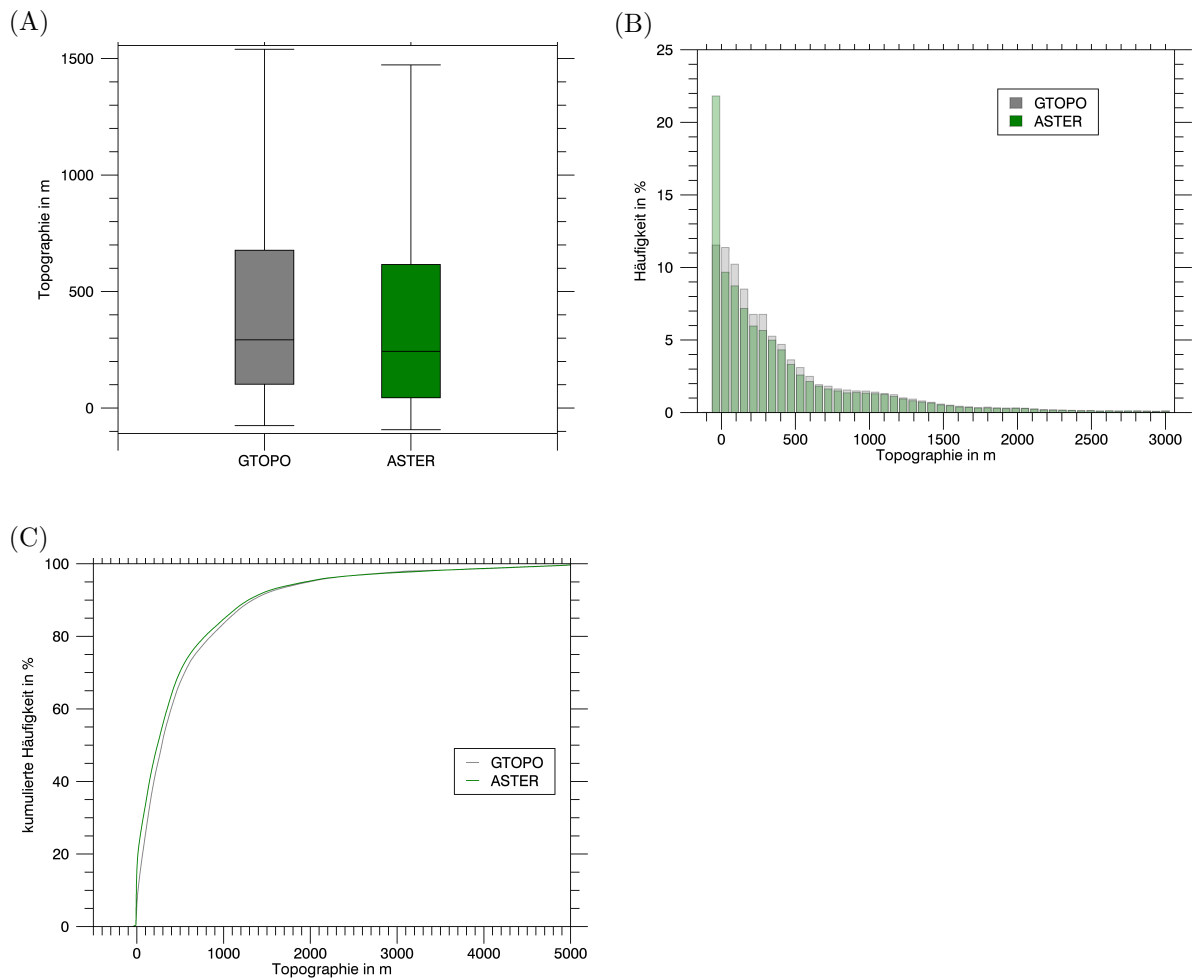 (A)
Topographie in m
1500
1000
500
0
GTOPO
ASTER
(B)
Häufigkeit in %
25
20
15
10
5
0
GTOPO
ASTER
0 500 1000 1500 2000 2500 3000
Topographie in m
(C)
kumulierte Häufigkeit in %
100
80
60
40
20
0
GTOPO
ASTER
0 1000 2000 3000 4000 5000
Topographie in m